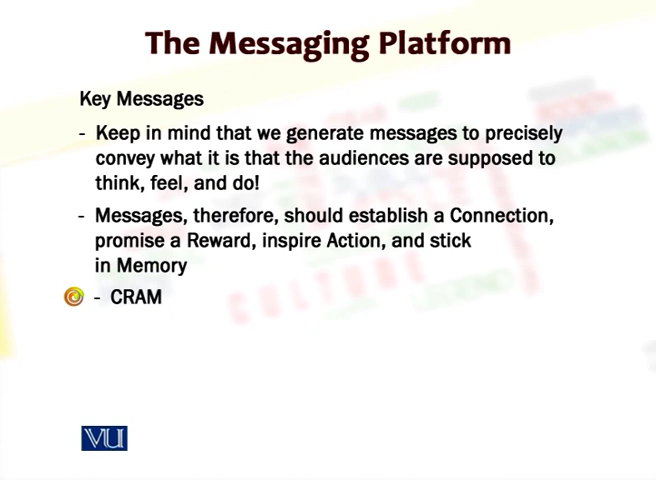 The Messaging Platform
Key Messages
- Keep in mind that we generate messages to precisely
convey what it is that the audiences are supposed to
think, feel, and do!
- Messages, therefore, should establish a Connection,
promise a Reward, inspire Action, and stick
in Memory
- CRAM
CULTURE
VU